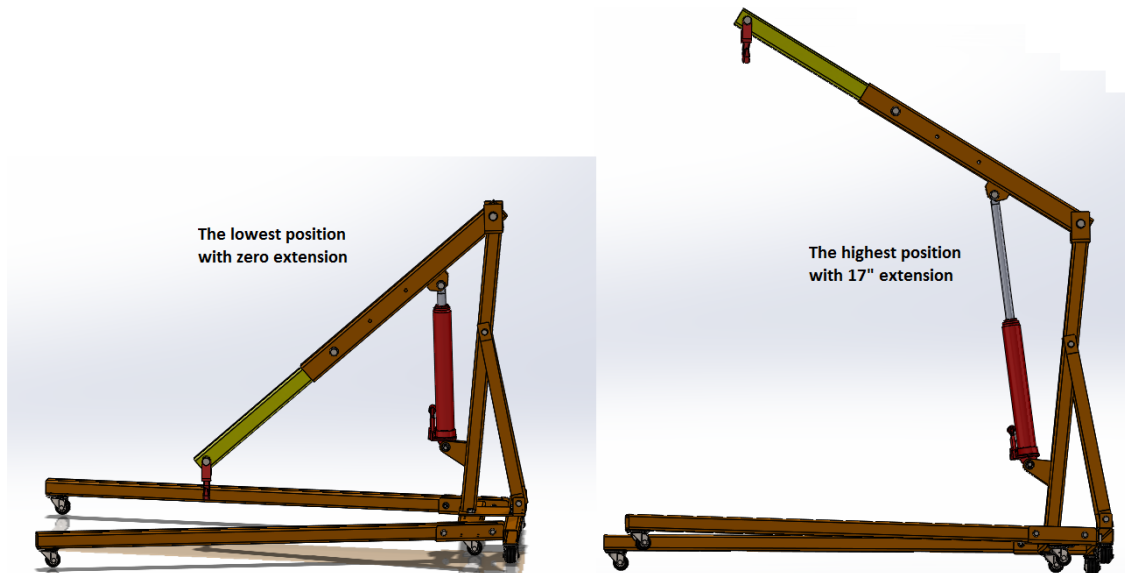 The lowest position
with zero extension
The highest position
with 17" extension